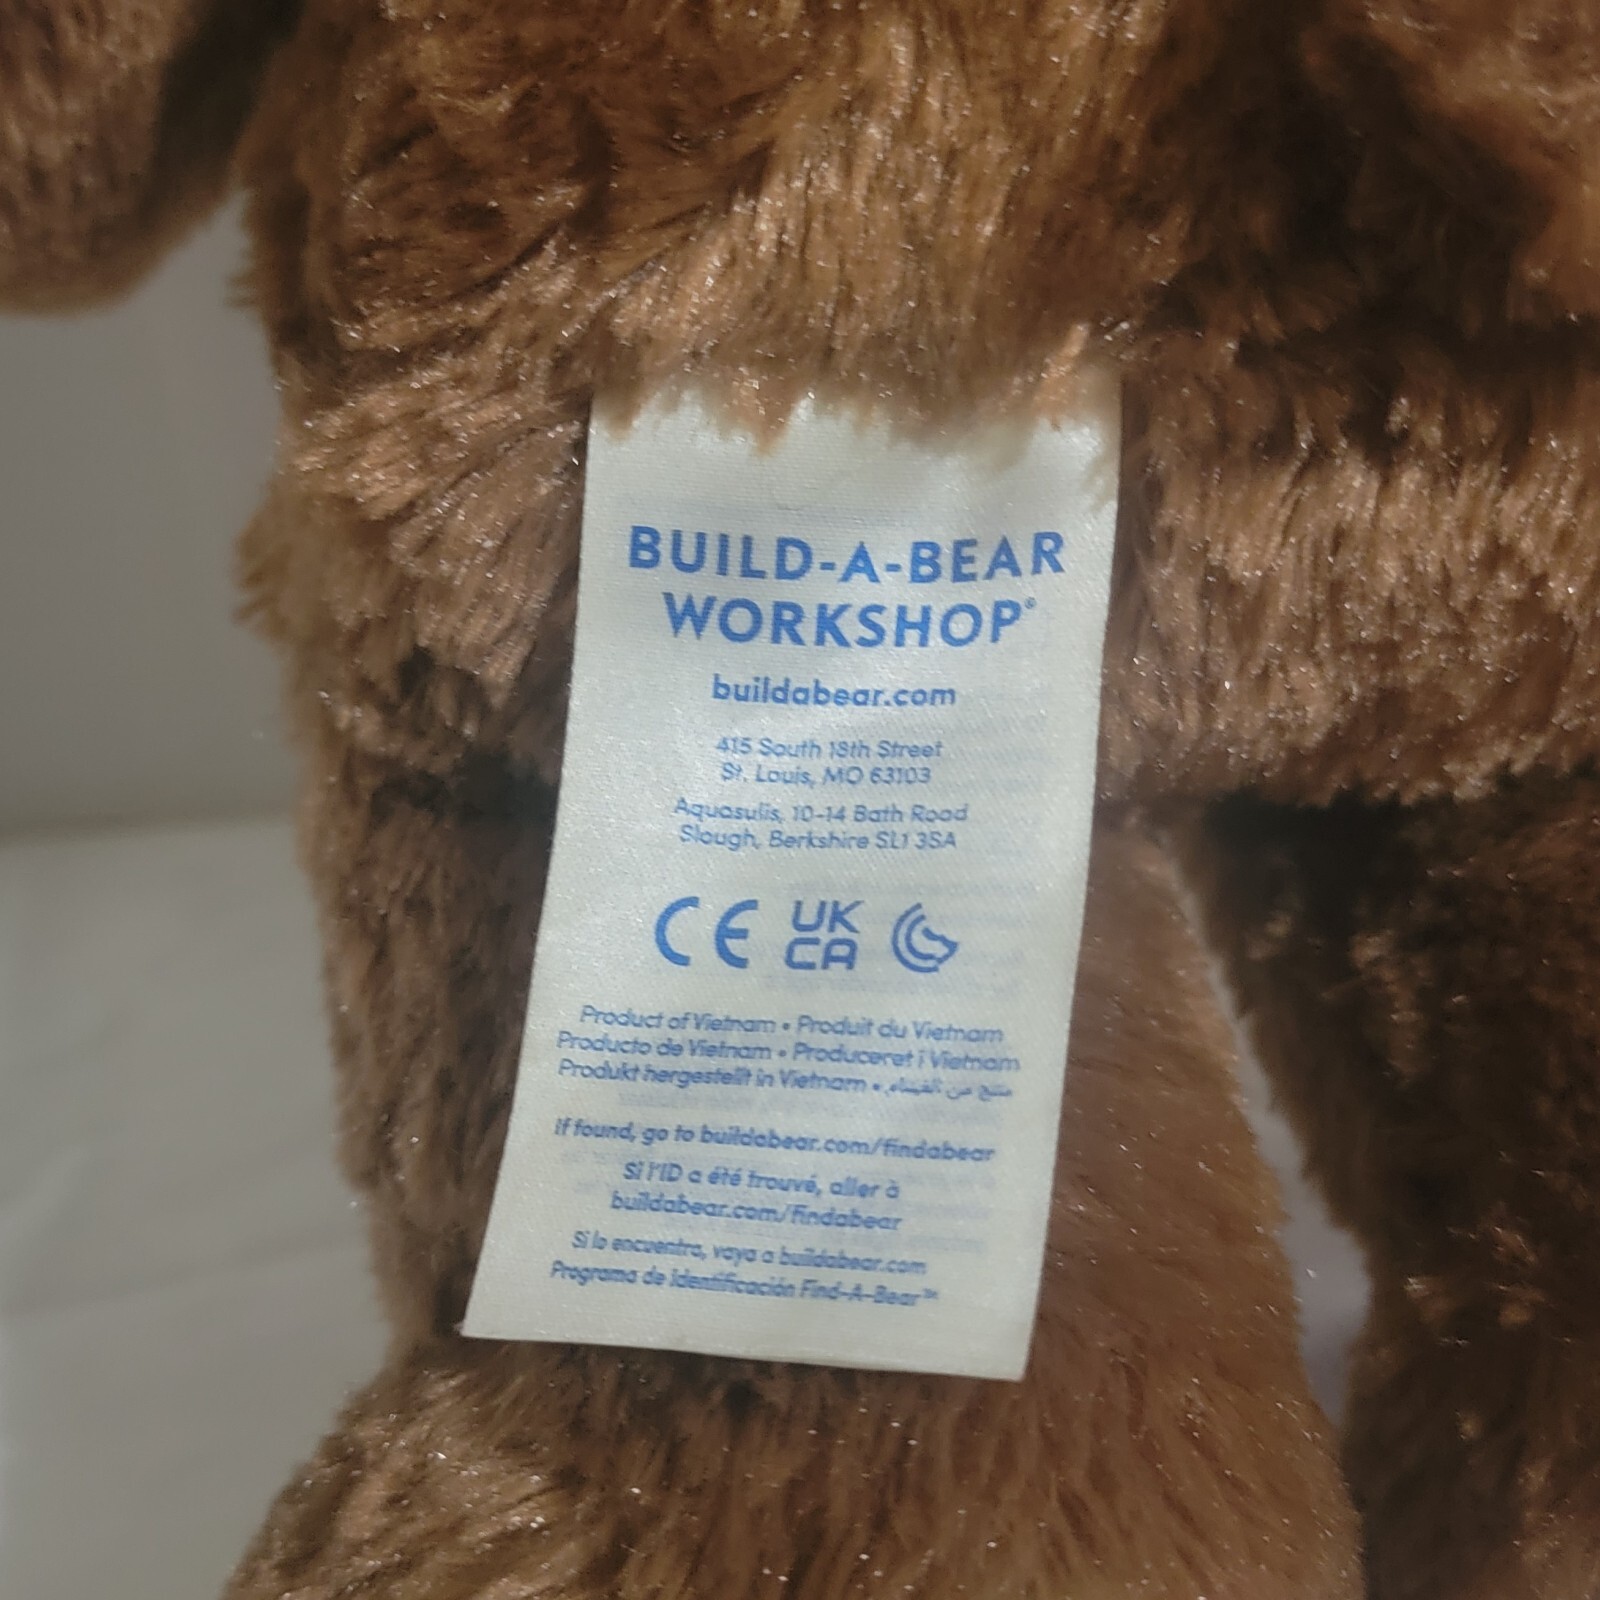 BUILD-A-BEAR
WORKSHOP®
buildabear.com
415 South 18th Street
St. Louis, MO 63103
Aquasulis, 10-14 Bath Road
Slough, Berkshire SL1 3SA
CE UK
CA
Product of Vietnam • Produit du Vietnam
Producto de Vietnam • Produceret i Vietnam
Produkt hergestellt in Vietnam • منتج من الفيتنام
If found, go to buildabear.com/findabear
Si l'ID a été trouvé, aller à
buildabear.com/findabear
Si lo encuentra, vaya a buildabear.com
Programa de Identificación Find-A-Bear™